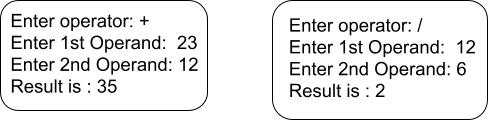 Enter operator: +
Enter 1st Operand:  23
Enter 2nd Operand: 12
Result is : 35
Enter operator: /
Enter 1st Operand:  12
Enter 2nd Operand: 6
Result is : 2